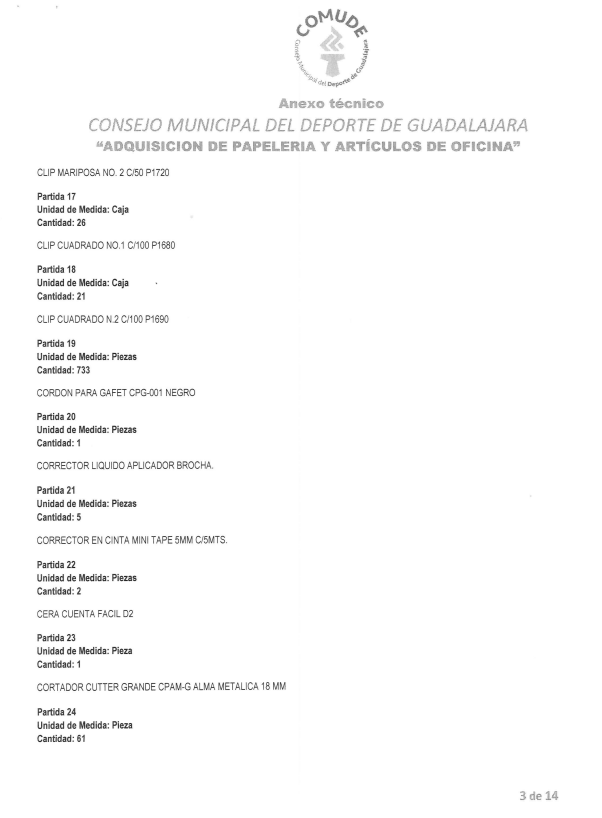 COMUDE
Consejo Municipal del Deporte de Guadalajara
Anexo técnico
CONSEJO MUNICIPAL DEL DEPORTE DE GUADALAJARA
“ADQUISICION DE PAPELERIA Y ARTÍCULOS DE OFICINA”
CLIP MARIPOSA NO. 2 C/50 P1720
Partida 17
Unidad de Medida: Caja
Cantidad: 26
CLIP CUADRADO NO.1 C/100 P1680
Partida 18
Unidad de Medida: Caja
Cantidad: 21
CLIP CUADRADO N.2 C/100 P1690
Partida 19
Unidad de Medida: Piezas
Cantidad: 733
CORDON PARA GAFET CPG-001 NEGRO
Partida 20
Unidad de Medida: Piezas
Cantidad: 1
CORRECTOR LIQUIDO APLICADOR BROCHA.
Partida 21
Unidad de Medida: Piezas
Cantidad: 5
CORRECTOR EN CINTA MINI TAPE 5MM C/5MTS.
Partida 22
Unidad de Medida: Piezas
Cantidad: 2
CERA CUENTA FACIL D2
Partida 23
Unidad de Medida: Pieza
Cantidad: 1
CORTADOR CUTTER GRANDE CPAM-G ALMA METALICA 18 MM
Partida 24
Unidad de Medida: Pieza
Cantidad: 61
3 de 14